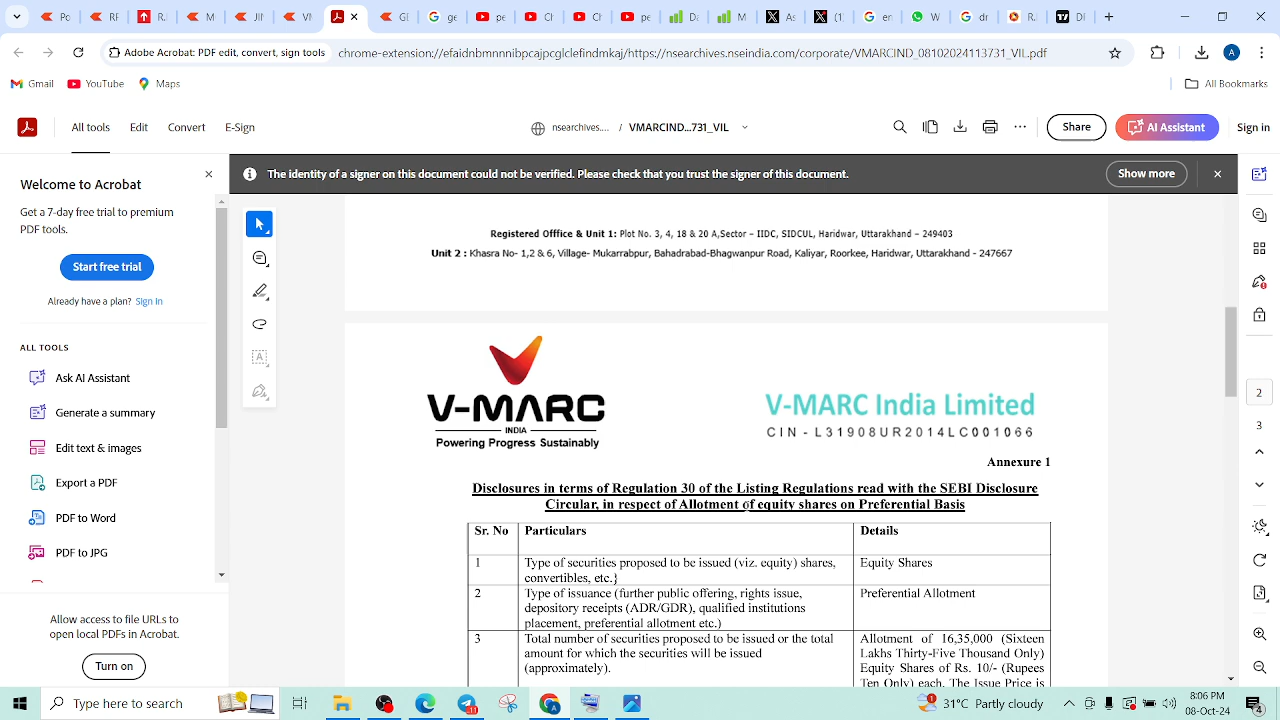 RA
RE
M
JII
VM
A
GE
ge
pe
CH
CO
pe
Da
M
As
(1
en
W
dr
Co
DI
Adobe Acrobat: PDF edit, convert, sign tools
chrome-extension://efaidnbmnnnibpcajpcglclefindmkaj/https://nsearchives.nseindia.com/corporate/VMARCIND_08102024113731_VIL.pdf
A
Gmail YouTube Maps
All Bookmarks
All tools Edit Convert E-Sign
nsearchives.... / VMARCIND...731_VIL
Share AI Assistant Sign in
The identity of a signer on this document could not be verified. Please check that you trust the signer of this document.
Show more
Welcome to Acrobat
Get a 7-day free trial to premium
PDF tools.
Start free trial
Already have a plan? Sign In
ALL TOOLS
Ask AI Assistant
Generate a summary
Edit text & images
Export a PDF
PDF to Word
PDF to JPG
Allow access to file URLs to
open local PDFs in Acrobat.
Turn on
Registered Offfice & Unit 1: Plot No. 3, 4, 18 & 20 A,Sector – IIDC, SIDCUL, Haridwar, Uttarakhand – 249403
Unit 2 : Khasra No- 1,2 & 6, Village- Mukarrabpur, Bahadrabad-Bhagwanpur Road, Kaliyar, Roorkee, Haridwar, Uttarakhand - 247667
V-MARC
INDIA
Powering Progress Sustainably
V-MARC India Limited
CIN - L31908UR2014LC001066
Annexure 1
Disclosures in terms of Regulation 30 of the Listing Regulations read with the SEBI Disclosure
Circular, in respect of Allotment of equity shares on Preferential Basis
Sr. No Particulars Details
1 Type of securities proposed to be issued (viz. equity) shares, Equity Shares
convertibles, etc.}
2 Type of issuance (further public offering, rights issue, Preferential Allotment
depository receipts (ADR/GDR), qualified institutions
placement, preferential allotment etc.)
3 Total number of securities proposed to be issued or the total Allotment of 16,35,000 (Sixteen
amount for which the securities will be issued Lakhs Thirty-Five Thousand Only)
(approximately). Equity Shares of Rs. 10/- (Rupees
Ten Only) each. The Issue Price is
2
3
Type here to search
31°C Partly cloudy
8:06 PM
08-Oct-24